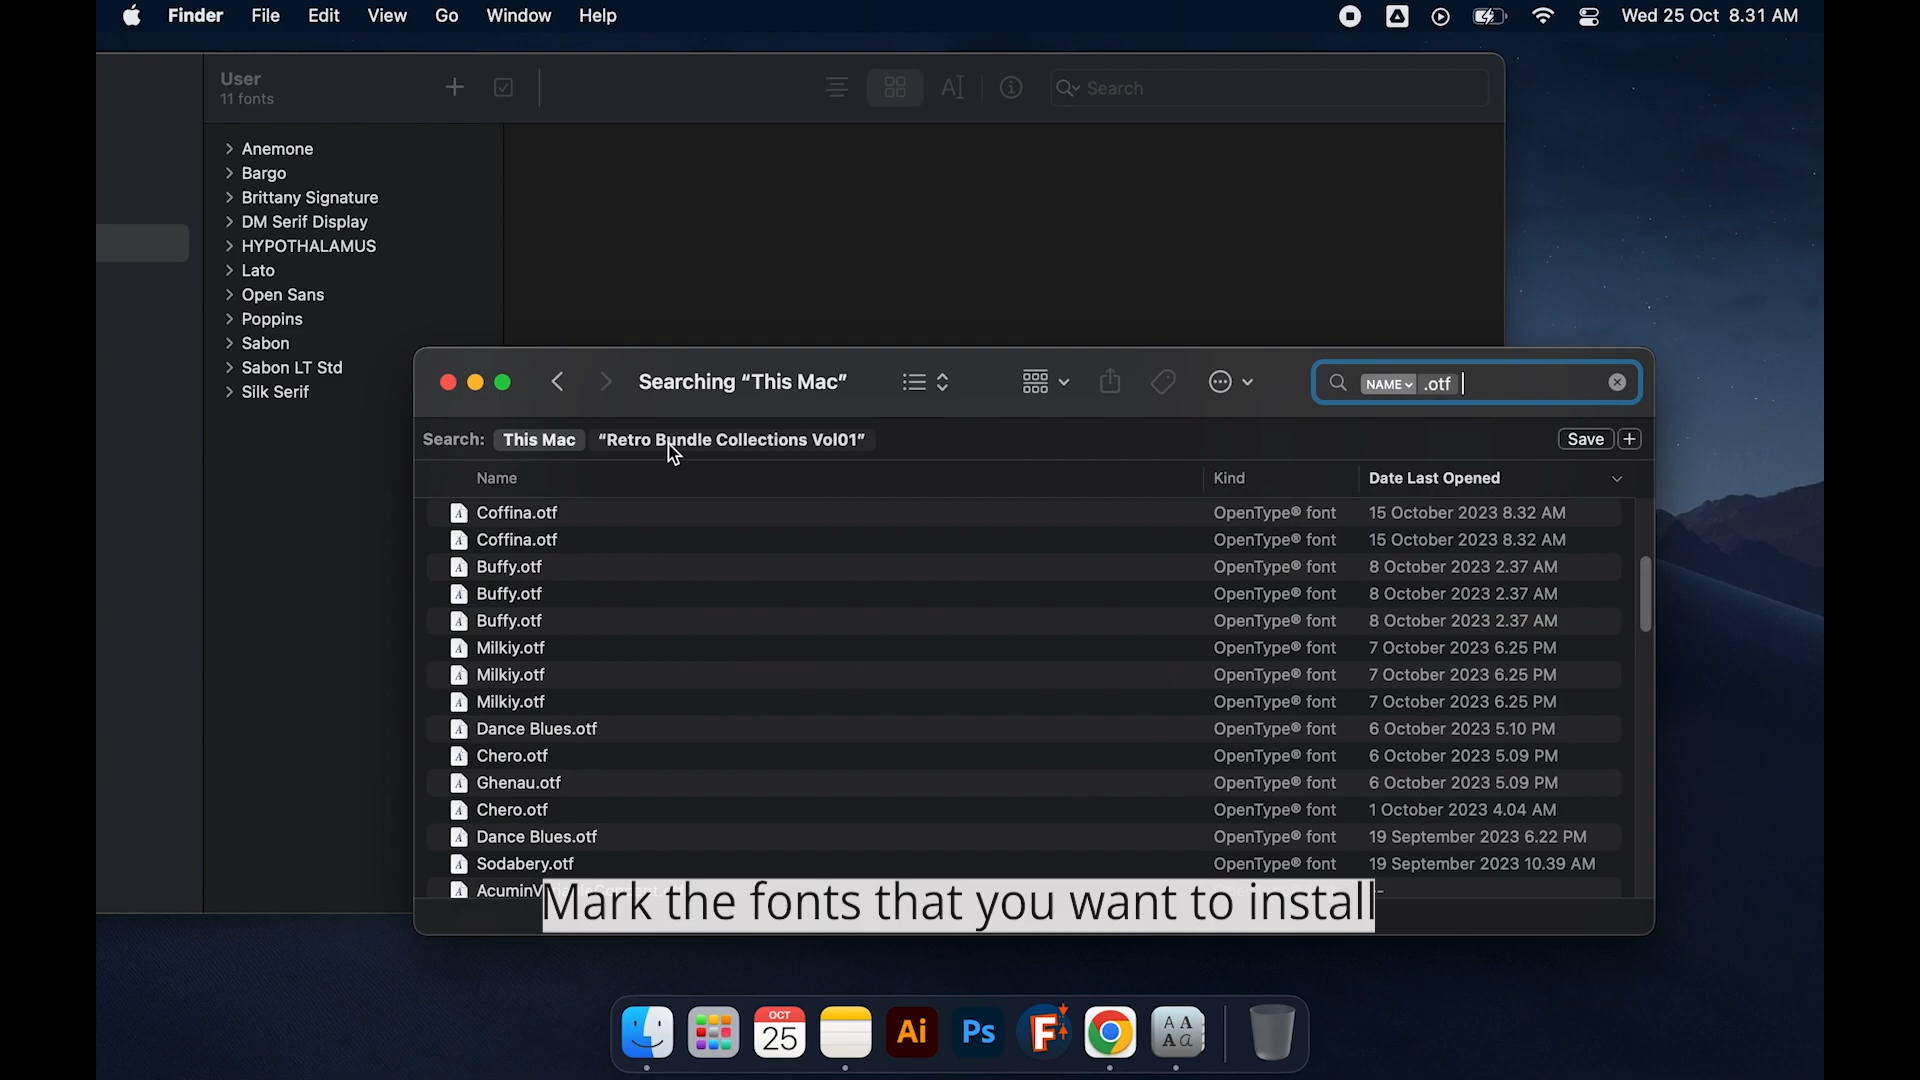 Finder File Edit View Go Window Help Wed 25 Oct 8.31 AM
User
11 fonts
Search
Anemone
Bargo
Brittany Signature
DM Serif Display
HYPOTHALAMUS
Lato
Open Sans
Poppins
Sabon
Sabon LT Std
Silk Serif
Searching “This Mac” NAME .otf
Search: This Mac “Retro Bundle Collections Vol01” Save
Name Kind Date Last Opened
Coffina.otf OpenType® font 15 October 2023 8.32 AM
Coffina.otf OpenType® font 15 October 2023 8.32 AM
Buffy.otf OpenType® font 8 October 2023 2.37 AM
Buffy.otf OpenType® font 8 October 2023 2.37 AM
Buffy.otf OpenType® font 8 October 2023 2.37 AM
Milkiy.otf OpenType® font 7 October 2023 6.25 PM
Milkiy.otf OpenType® font 7 October 2023 6.25 PM
Milkiy.otf OpenType® font 7 October 2023 6.25 PM
Dance Blues.otf OpenType® font 6 October 2023 5.10 PM
Chero.otf OpenType® font 6 October 2023 5.09 PM
Ghenau.otf OpenType® font 6 October 2023 5.09 PM
Chero.otf OpenType® font 1 October 2023 4.04 AM
Dance Blues.otf OpenType® font 19 September 2023 6.22 PM
Sodabery.otf OpenType® font 19 September 2023 10.39 AM
Mark the fonts that you want to install
OCT
25
Ai
Ps
F
AA
Aa